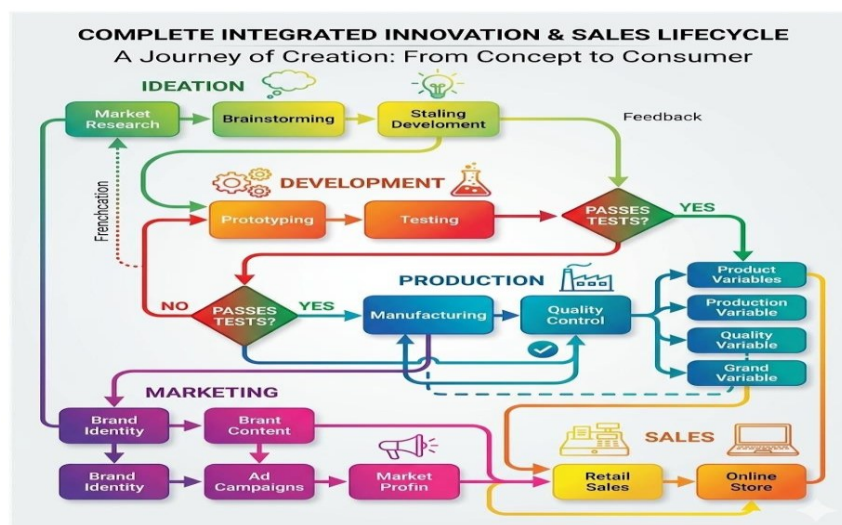 COMPLETE INTEGRATED INNOVATION & SALES LIFECYCLE
A Journey of Creation: From Concept to Consumer
IDEATION
Market
Research
Brainstorming
Staling
Develoment
Feedback
Frenchcation
DEVELOPMENT
Prototyping
Testing
PASSES
TESTS?
YES
NO
PASSES
TESTS?
YES
PRODUCTION
Manufacturing
Quality
Control
Product
Variables
Production
Variable
Quality
Variable
Grand
Variable
MARKETING
Brand
Identity
Brant
Content
Brand
Identity
Ad
Campaigns
Market
Profin
SALES
Retail
Sales
Online
Store